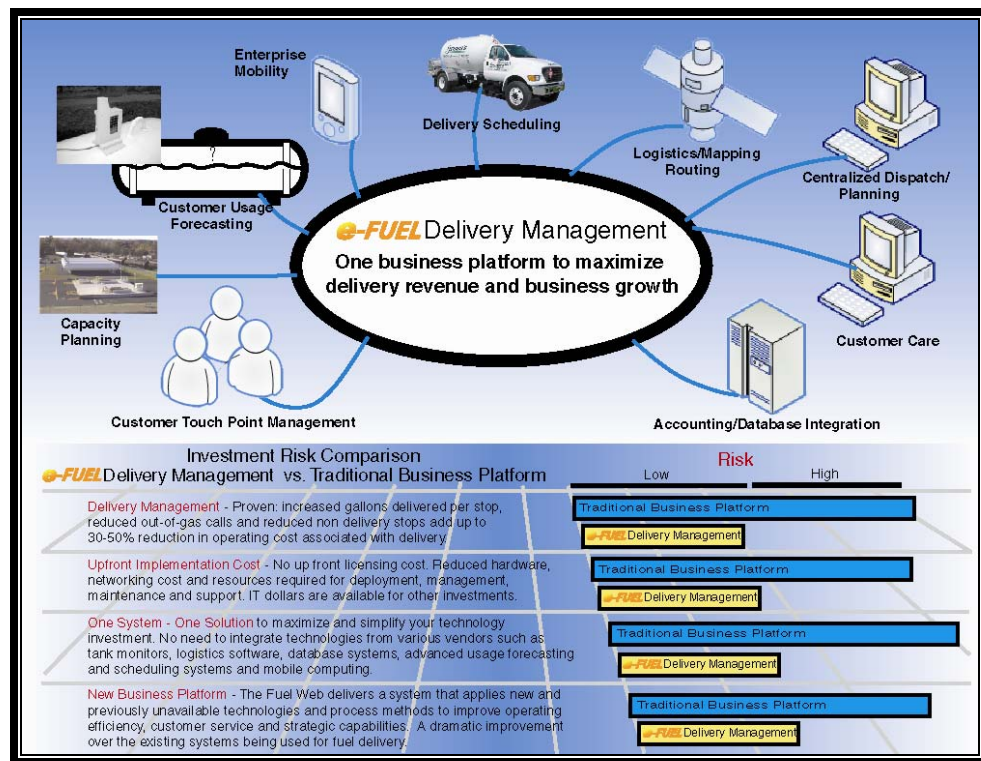 Enterprise
Mobility
Delivery Scheduling
Logistics/Mapping
Routing
Centralized Dispatch/
Planning
?
Customer Usage
Forecasting
e-FUEL Delivery Management
One business platform to maximize
delivery revenue and business growth
Capacity
Planning
Customer Care
Customer Touch Point Management
Accounting/Database Integration
Investment Risk Comparison
e-FUEL Delivery Management vs. Traditional Business Platform
Risk
Low
High
Delivery Management - Proven: increased gallons delivered per stop,
reduced out-of-gas calls and reduced non delivery stops add up to
30-50% reduction in operating cost associated with delivery.
Traditional Business Platform
e-FUEL Delivery Management
Upfront Implementation Cost - No up front licensing cost. Reduced hardware,
networking cost and resources required for deployment, management,
maintenance and support. IT dollars are available for other investments.
Traditional Business Platform
e-FUEL Delivery Management
One System - One Solution to maximize and simplify your technology
investment. No need to integrate technologies from various vendors such as
tank monitors, logistics software, database systems, advanced usage forecasting
and scheduling systems and mobile computing.
Traditional Business Platform
e-FUEL Delivery Management
New Business Platform - The Fuel Web delivers a system that applies new and
previously unavailable technologies and process methods to improve operating
efficiency, customer service and strategic capabilities. A dramatic improvement
over the existing systems being used for fuel delivery.
Traditional Business Platform
e-FUEL Delivery Management